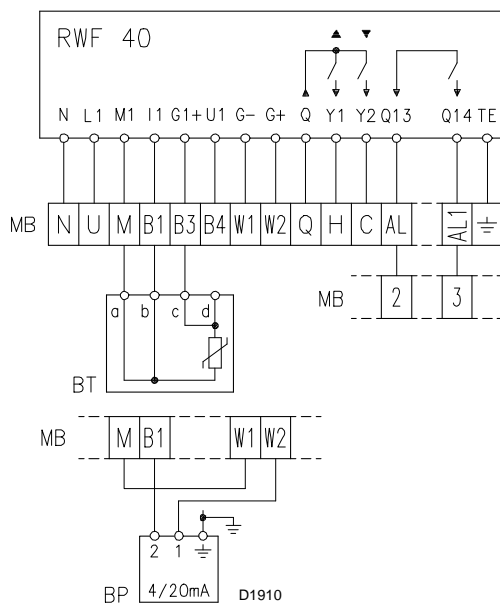 RWF 40
N L1 M1 I1 G1+ U1 G- G+ Q Y1 Y2 Q13 Q14 TE
MB N U M B1 B3 B4 W1 W2 Q H C AL AL1
MB 2 3
a b c d
BT
MB M B1 W1 W2
2 1
BP 4/20mA D1910